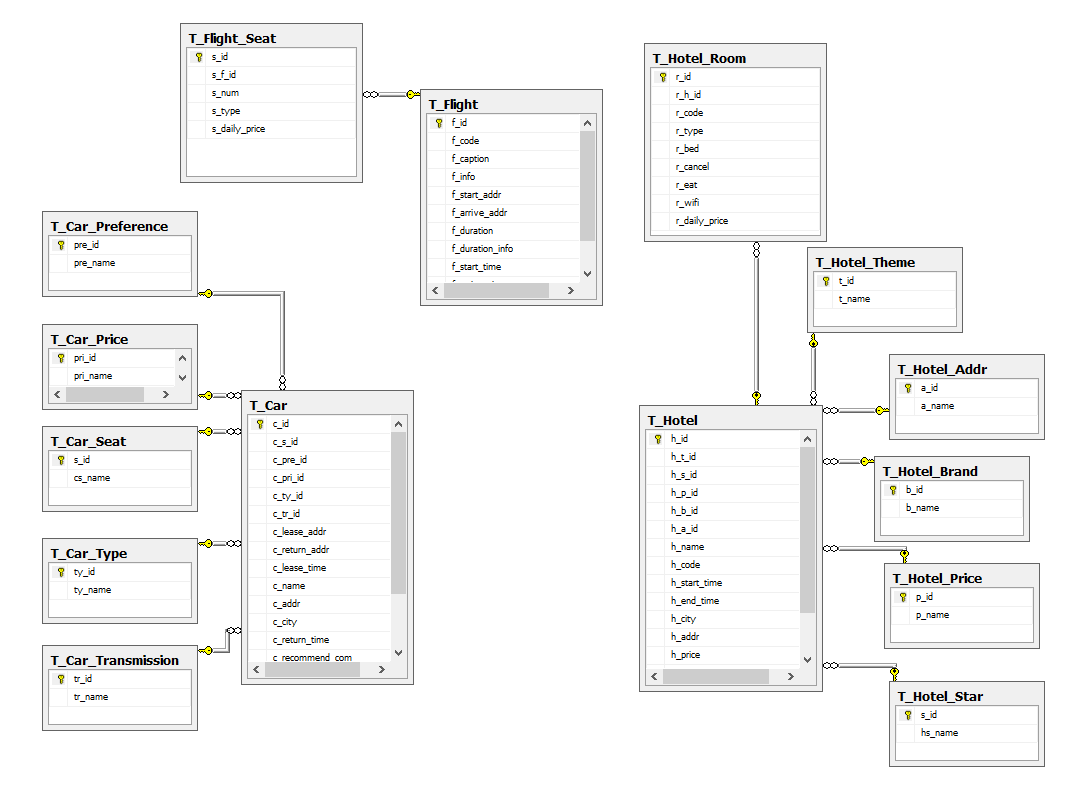 T_Flight_Seat
s_id
s_f_id
s_num
s_type
s_daily_price
T_Flight
f_id
f_code
f_caption
f_info
f_start_addr
f_arrive_addr
f_duration
f_duration_info
f_start_time
T_Hotel_Room
r_id
r_h_id
r_code
r_type
r_bed
r_cancel
r_eat
r_wifi
r_daily_price
T_Car_Preference
pre_id
pre_name
T_Car_Price
pri_id
pri_name
T_Car_Seat
s_id
cs_name
T_Car_Type
ty_id
ty_name
T_Car_Transmission
tr_id
tr_name
T_Car
c_id
c_s_id
c_pre_id
c_pri_id
c_ty_id
c_tr_id
c_lease_addr
c_return_addr
c_lease_time
c_name
c_addr
c_city
c_return_time
c_recommend_com
T_Hotel_Theme
t_id
t_name
T_Hotel_Addr
a_id
a_name
T_Hotel
h_id
h_t_id
h_s_id
h_p_id
h_b_id
h_a_id
h_name
h_code
h_start_time
h_end_time
h_city
h_addr
h_price
T_Hotel_Brand
b_id
b_name
T_Hotel_Price
p_id
p_name
T_Hotel_Star
s_id
hs_name